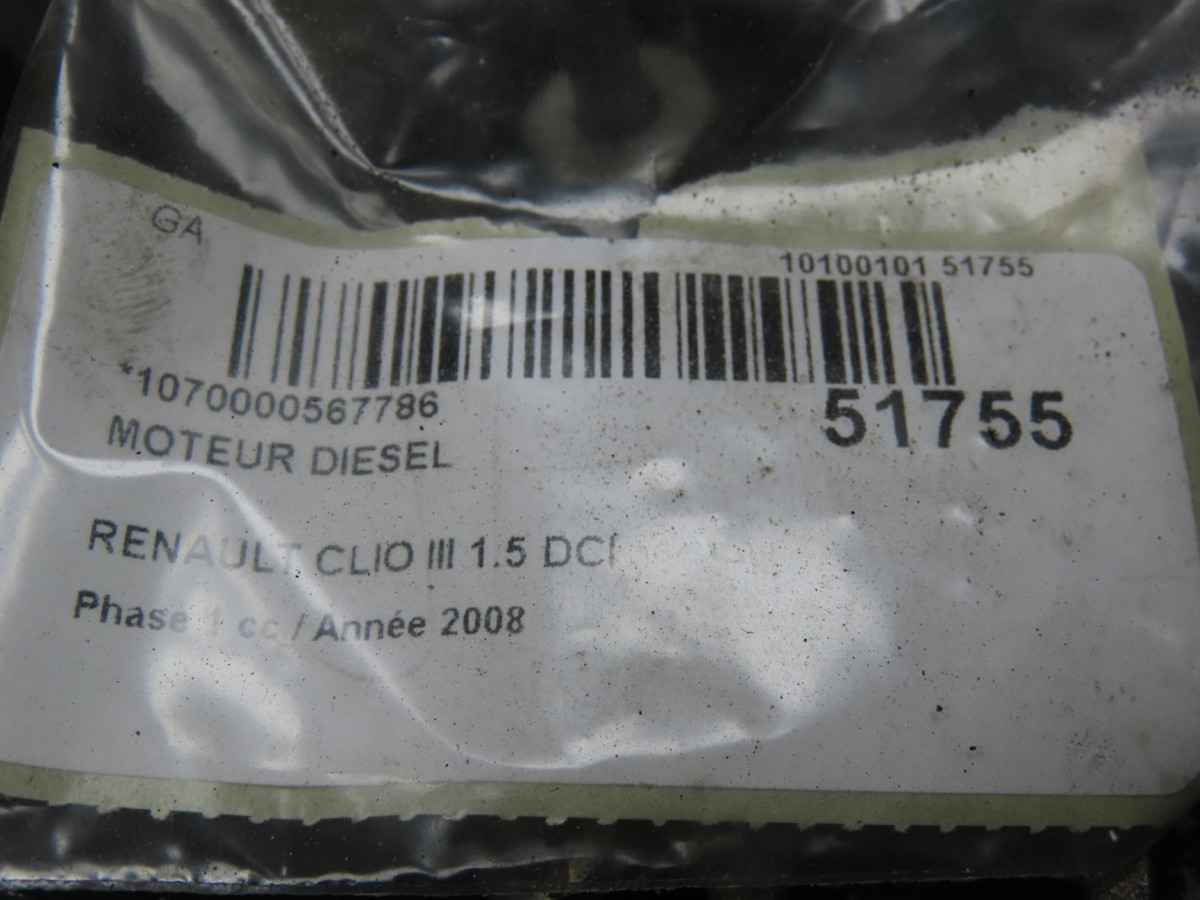 GA
10100101 51755
*1070000567786
51755
MOTEUR DIESEL
RENAULT CLIO III 1.5 DCI
Phase 1 cc / Année 2008